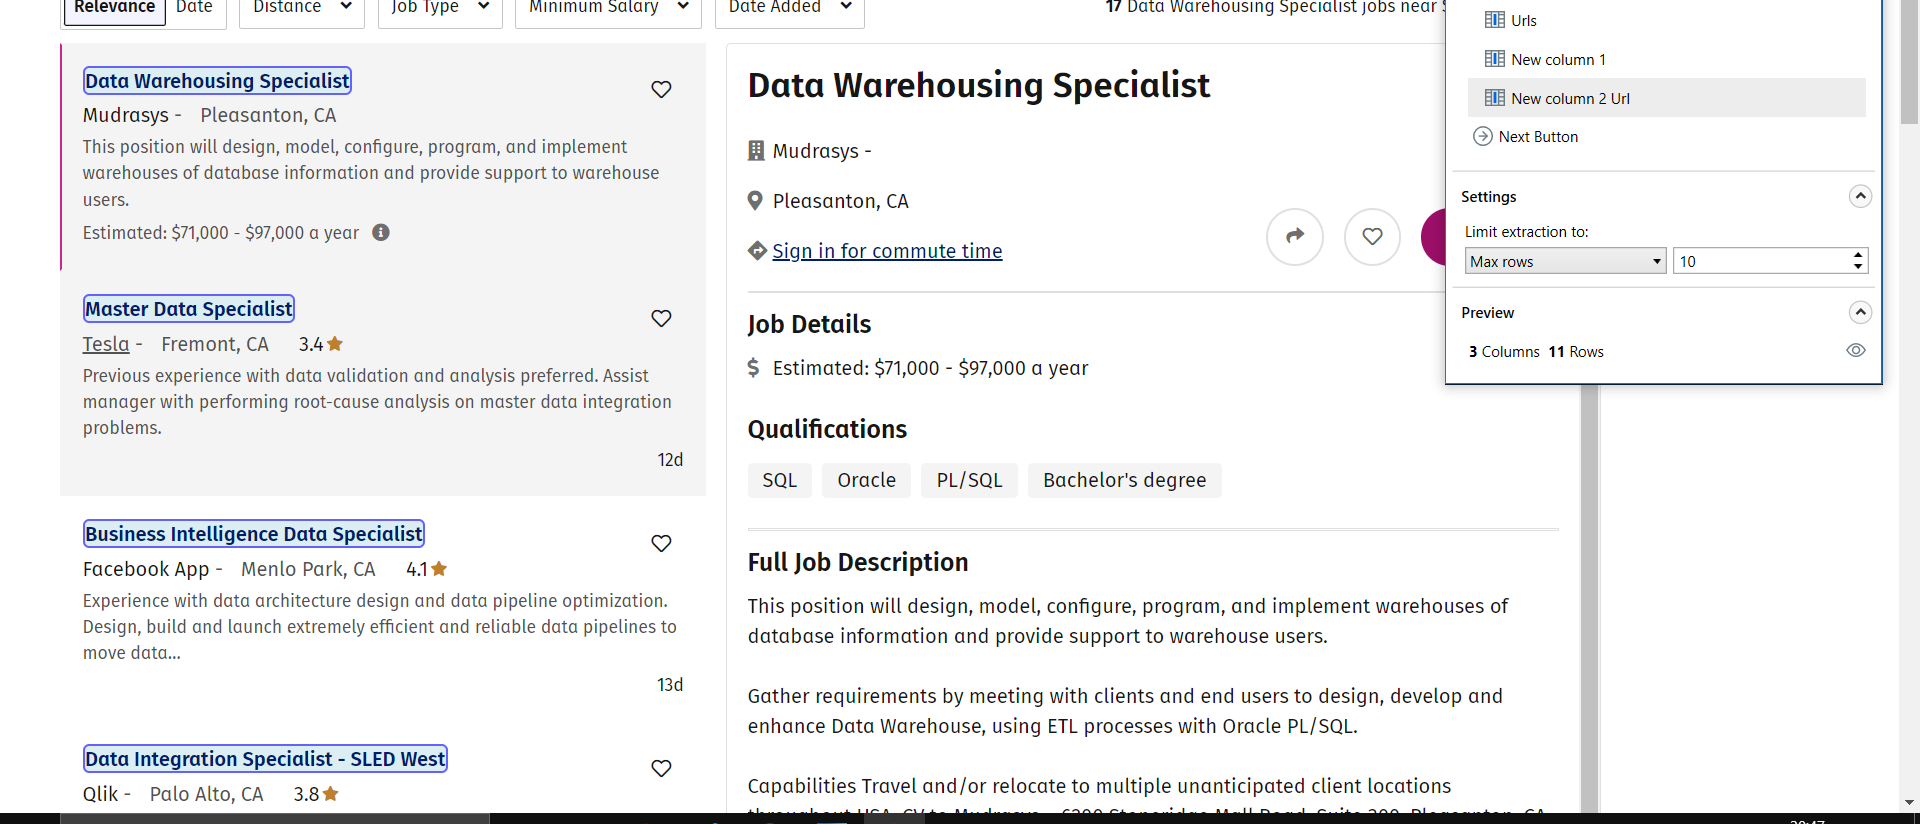 Relevance Date Distance Job Type Minimum Salary Date Added
17 Data Warehousing Specialist jobs near
Data Warehousing Specialist
Mudrasys - Pleasanton, CA
This position will design, model, configure, program, and implement
warehouses of database information and provide support to warehouse
users.
Estimated: $71,000 - $97,000 a year
Master Data Specialist
Tesla - Fremont, CA 3.4
Previous experience with data validation and analysis preferred. Assist
manager with performing root-cause analysis on master data integration
problems.
12d
Business Intelligence Data Specialist
Facebook App - Menlo Park, CA 4.1
Experience with data architecture design and data pipeline optimization.
Design, build and launch extremely efficient and reliable data pipelines to
move data...
13d
Data Integration Specialist - SLED West
Qlik - Palo Alto, CA 3.8
Data Warehousing Specialist
Mudrasys -
Pleasanton, CA
Sign in for commute time
Job Details
$ Estimated: $71,000 - $97,000 a year
Qualifications
SQL Oracle PL/SQL Bachelor's degree
Full Job Description
This position will design, model, configure, program, and implement warehouses of
database information and provide support to warehouse users.
Gather requirements by meeting with clients and end users to design, develop and
enhance Data Warehouse, using ETL processes with Oracle PL/SQL.
Capabilities Travel and/or relocate to multiple unanticipated client locations
Urls
New column 1
New column 2 Url
Next Button
Settings
Limit extraction to:
Max rows 10
Preview
3 Columns 11 Rows